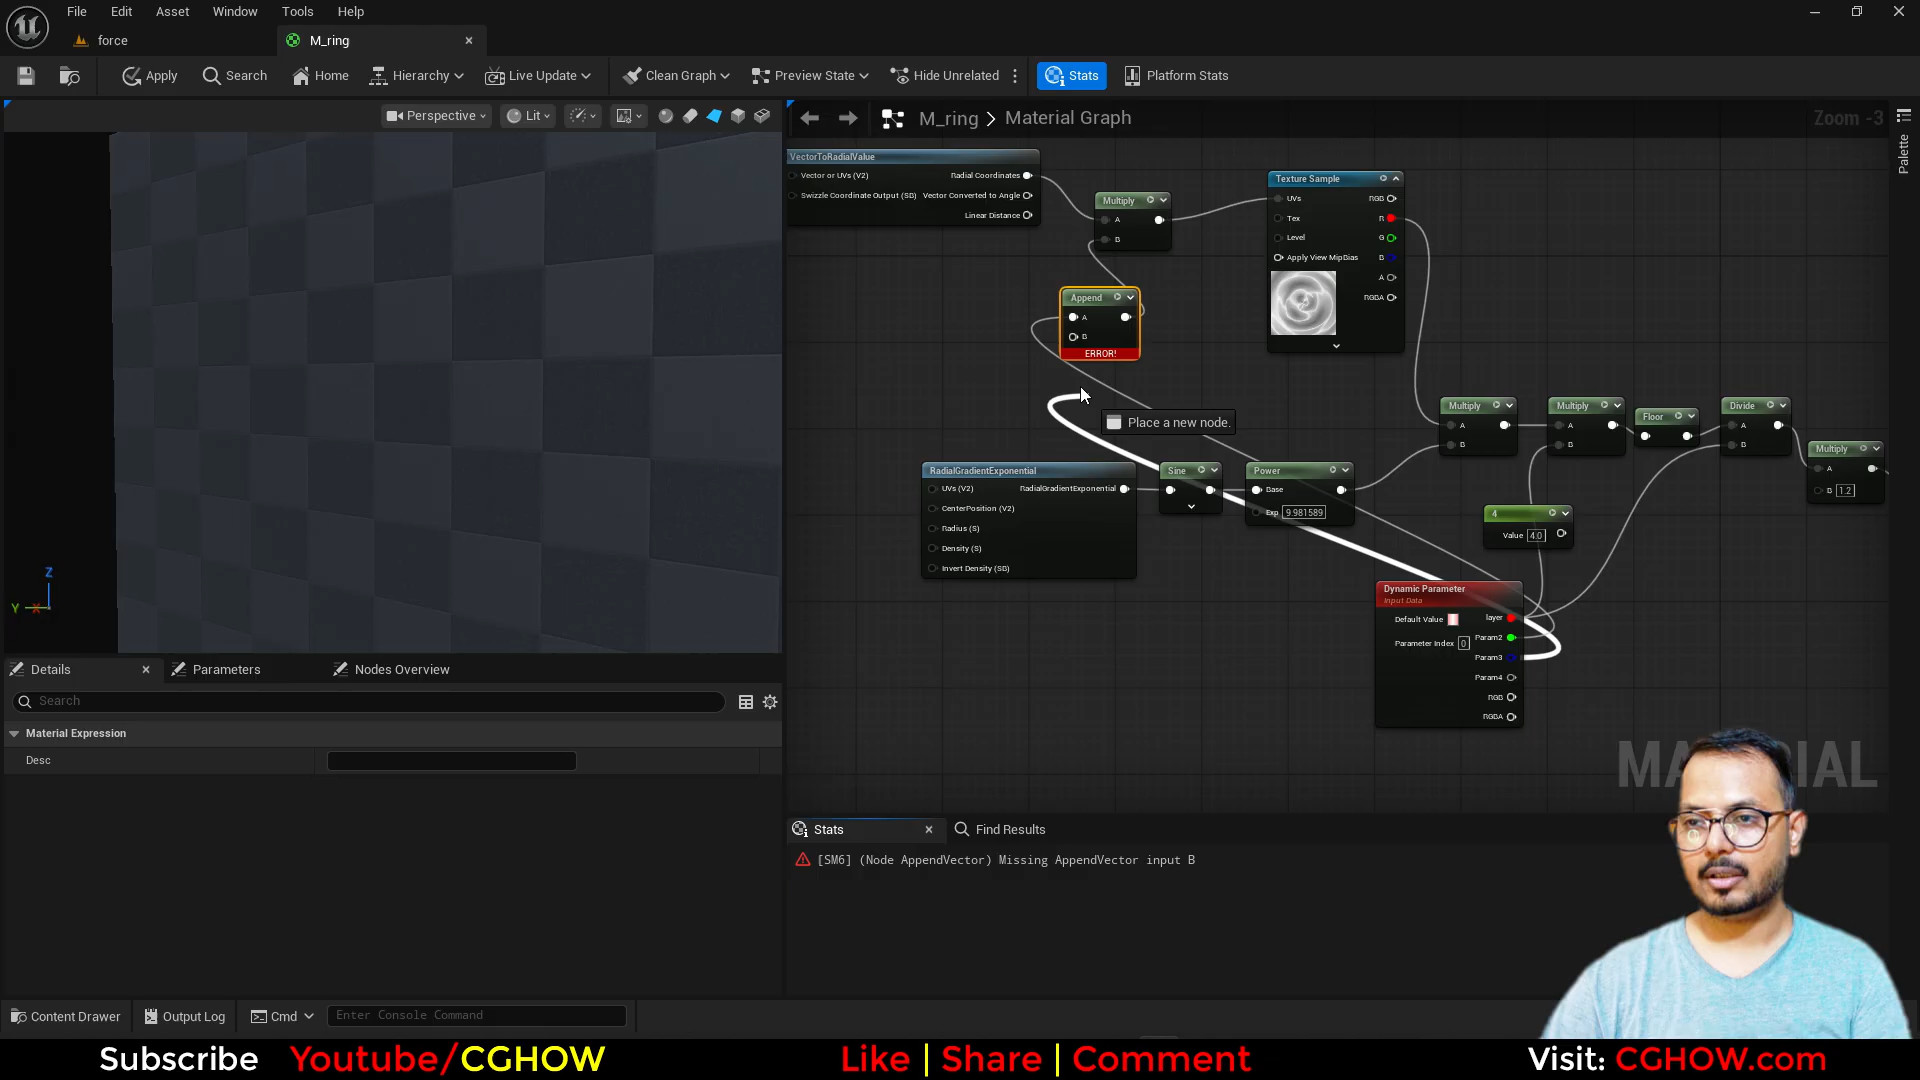 File Edit Asset Window Tools Help
force
M_ring
Apply Search Home Hierarchy Live Update Clean Graph Preview State Hide Unrelated Stats Platform Stats
Perspective Lit
M_ring > Material Graph
Zoom -3
Palette
VectorToRadialValue
Vector or UVs (V2) Radial Coordinates
Swizzle Coordinate Output (SB) Vector Converted to Angle
Linear Distance
Multiply
A
B
Texture Sample
UVs RGB
Tex R
Level G
Apply View MipBias B
A
RGBA
Append
A
B
ERROR!
Place a new node.
Multiply
A
B
Multiply
A
B
Floor
Divide
A
B
Multiply
A
B 1.2
RadialGradientExponential
UVs (V2) RadialGradientExponential
CenterPosition (V2)
Radius (S)
Density (S)
Invert Density (SB)
Sine
Power
Base
Exp 9.981589
4
Value 4.0
Dynamic Parameter
Input Data
Default Value layer
Parameter Index 0 Param2
Param3
Param4
RGB
RGBA
MATERIAL
Z
Y X
Details Parameters Nodes Overview
Search
Material Expression
Desc
Stats Find Results
[SM6] (Node AppendVector) Missing AppendVector input B
Content Drawer Output Log Cmd Enter Console Command
Subscribe Youtube/CGHOW Like | Share | Comment Visit: CGHOW.com